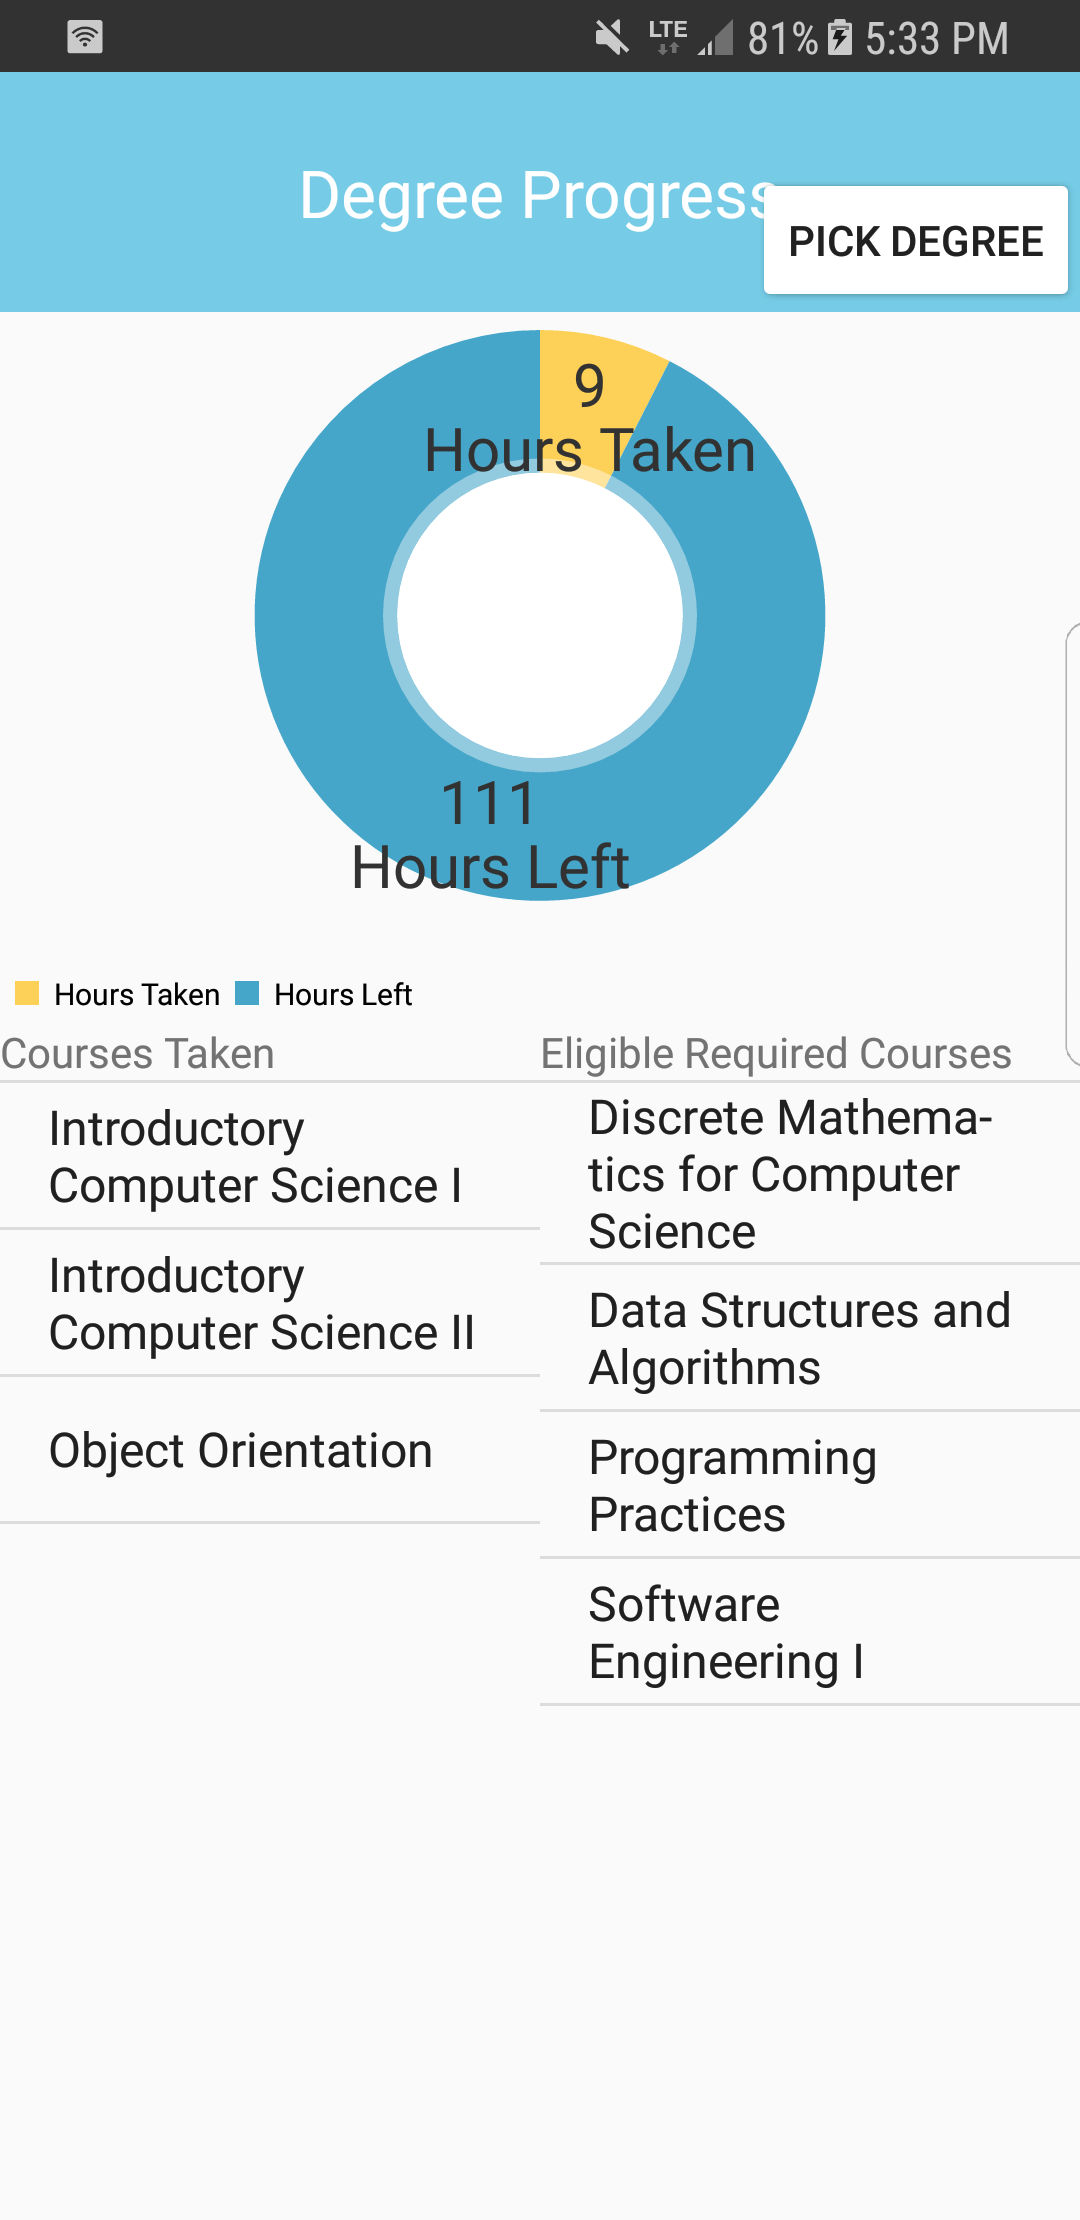 LTE 81% 5:33 PM
Degree Progress
PICK DEGREE
9
Hours Taken
111
Hours Left
Hours Taken Hours Left
Courses Taken
Introductory
Computer Science I
Introductory
Computer Science II
Object Orientation
Eligible Required Courses
Discrete Mathema-
tics for Computer
Science
Data Structures and
Algorithms
Programming
Practices
Software
Engineering I